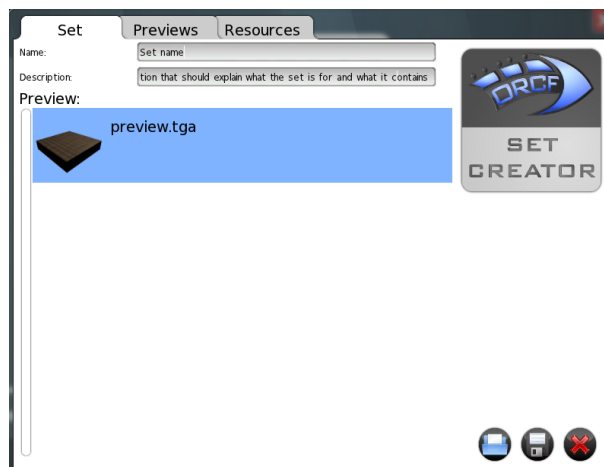 Set Previews Resources
Name: Set name
Description: tion that should explain what the set is for and what it contains
Preview:
preview.tga
ORCF
SET
CREATOR